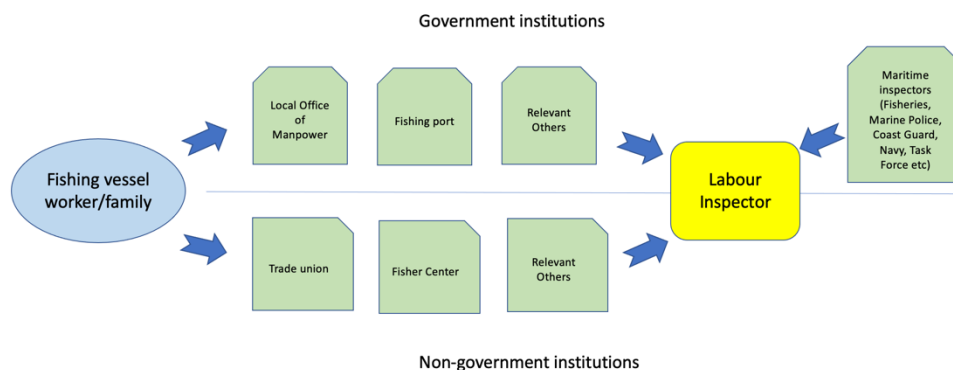 Government institutions
Local Office
of
Manpower
Fishing port
Relevant
Others
Maritime
inspectors
(Fisheries,
Marine Police,
Coast Guard,
Navy, Task
Force etc)
Fishing vessel
worker/family
Labour
Inspector
Trade union
Fisher Center
Relevant
Others
Non-government institutions